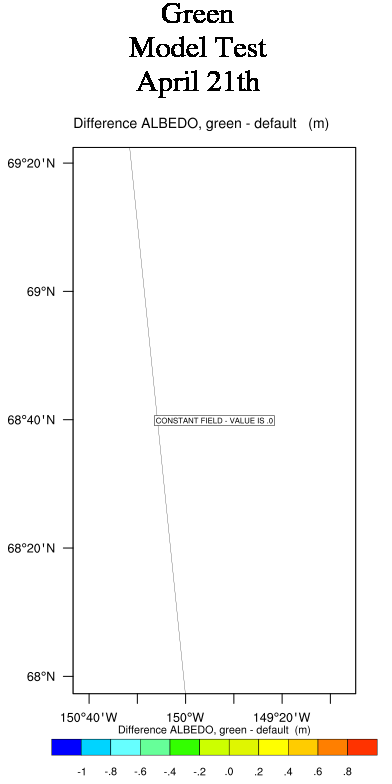 Green
Model Test
April 21th
Difference ALBEDO, green - default (m)
69°20'N
69°N
68°40'N
CONSTANT FIELD - VALUE IS .0
68°20'N
68°N
150°40'W 150°W 149°20'W
Difference ALBEDO, green - default (m)
-1 -.8 -.6 -.4 -.2 .0 .2 .4 .6 .8